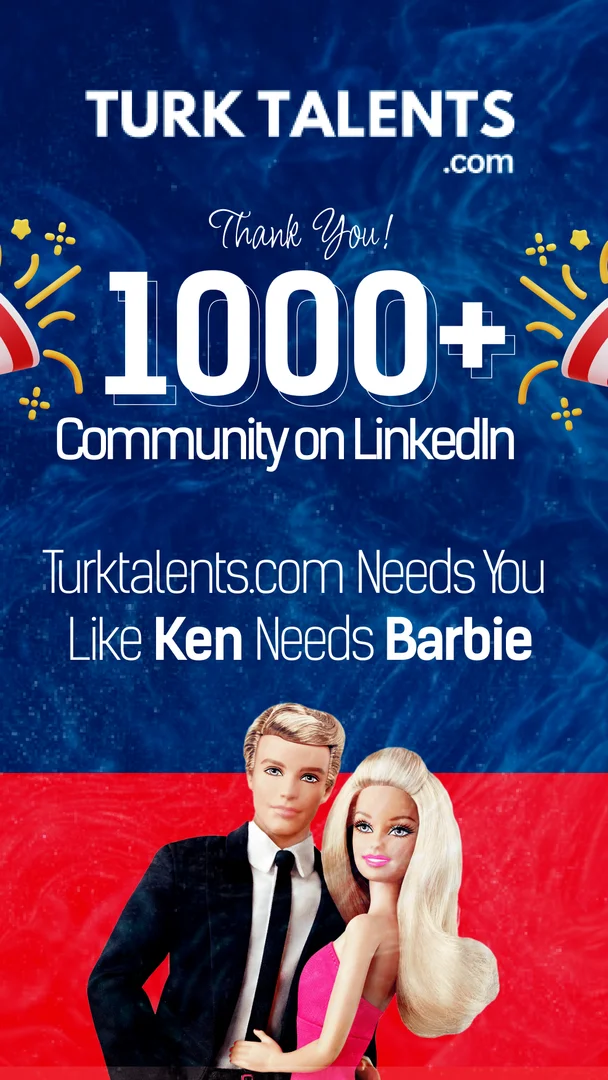 TURK TALENTS
.com
Thank You!
1000+
Community on LinkedIn
Turktalents.com Needs You
Like Ken Needs Barbie